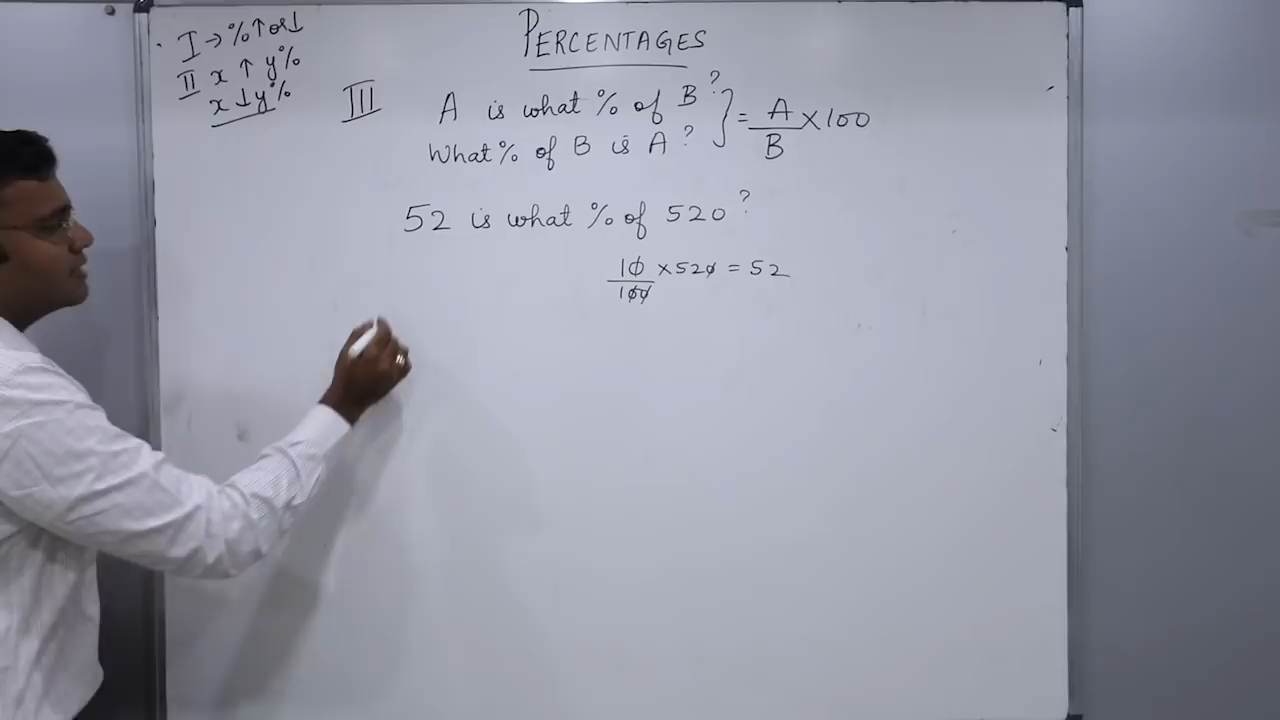 PERCENTAGES
I → % ↑ or ↓
II x ↑ y%
x ↓ y%
III A is what % of B ? } = A/B × 100
What % of B is A ?
52 is what % of 520 ?
10/100 × 520 = 52